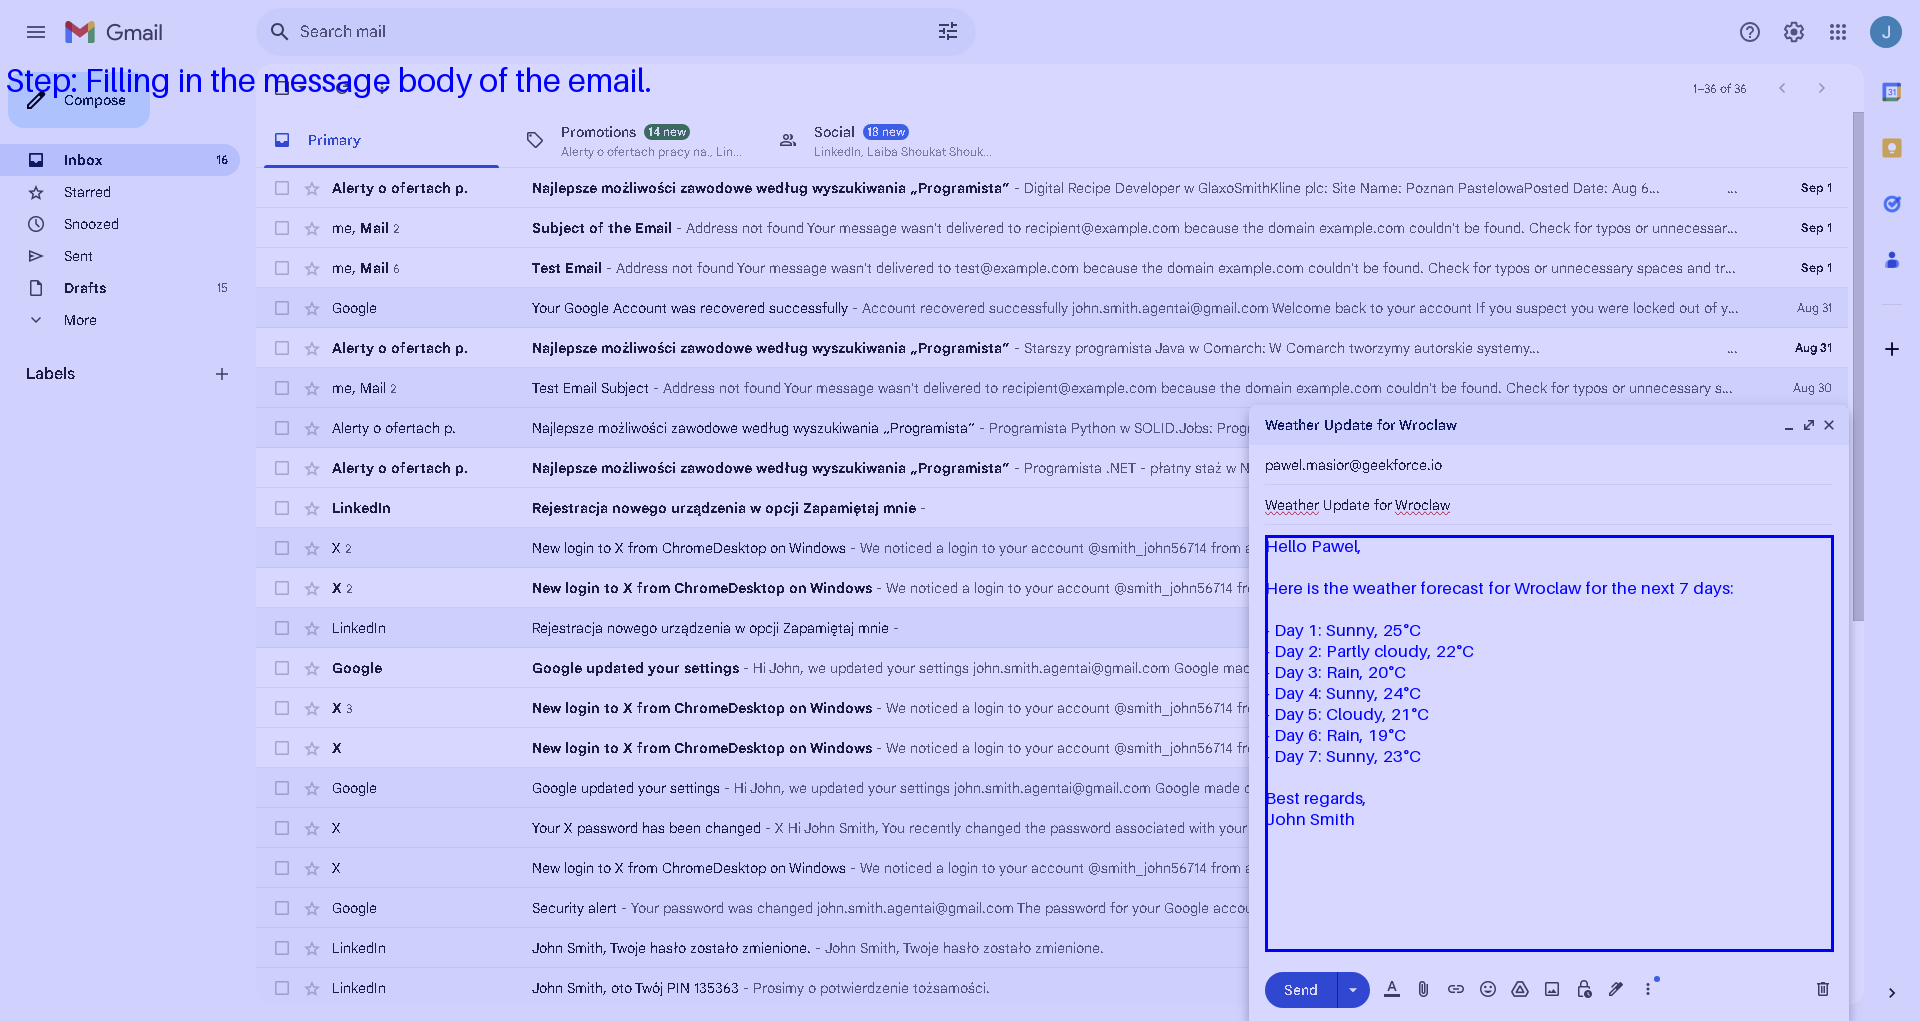 Gmail
Search mail
J
Step: Filling in the message body of the email.
Compose
1–36 of 36
31
Inbox 16
Starred
Snoozed
Sent
Drafts 15
More
Labels
Primary
Promotions 14 new
Alerty o ofertach pracy na., Lin...
Social 18 new
LinkedIn, Laiba Shoukat Shouk...
Alerty o ofertach p. Najlepsze możliwości zawodowe według wyszukiwania „Programista” - Digital Recipe Developer w GlaxoSmithKline plc: Site Name: Poznan PastelowaPosted Date: Aug 6... ... Sep 1
me, Mail 2 Subject of the Email - Address not found Your message wasn't delivered to recipient@example.com because the domain example.com couldn't be found. Check for typos or unnecessar... Sep 1
me, Mail 6 Test Email - Address not found Your message wasn't delivered to test@example.com because the domain example.com couldn't be found. Check for typos or unnecessary spaces and tr... Sep 1
Google Your Google Account was recovered successfully - Account recovered successfully john.smith.agentai@gmail.com Welcome back to your account If you suspect you were locked out of y... Aug 31
Alerty o ofertach p. Najlepsze możliwości zawodowe według wyszukiwania „Programista” - Starszy programista Java w Comarch: W Comarch tworzymy autorskie systemy... ... Aug 31
me, Mail 2 Test Email Subject - Address not found Your message wasn't delivered to recipient@example.com because the domain example.com couldn't be found. Check for typos or unnecessary s... Aug 30
Alerty o ofertach p. Najlepsze możliwości zawodowe według wyszukiwania „Programista” - Programista Python w SOLID.Jobs: Prog
Alerty o ofertach p. Najlepsze możliwości zawodowe według wyszukiwania „Programista” - Programista .NET - płatny staż w N
LinkedIn Rejestracja nowego urządzenia w opcji Zapamiętaj mnie -
X 2 New login to X from ChromeDesktop on Windows - We noticed a login to your account @smith_john56714 from a
X 2 New login to X from ChromeDesktop on Windows - We noticed a login to your account @smith_john56714 fr
LinkedIn Rejestracja nowego urządzenia w opcji Zapamiętaj mnie -
Google Google updated your settings - Hi John, we updated your settings john.smith.agentai@gmail.com Google mad
X 3 New login to X from ChromeDesktop on Windows - We noticed a login to your account @smith_john56714 fr
X New login to X from ChromeDesktop on Windows - We noticed a login to your account @smith_john56714 fr
Google Google updated your settings - Hi John, we updated your settings john.smith.agentai@gmail.com Google made c
X Your X password has been changed - X Hi John Smith, You recently changed the password associated with your
X New login to X from ChromeDesktop on Windows - We noticed a login to your account @smith_john56714 from a
Google Security alert - Your password was changed john.smith.agentai@gmail.com The password for your Google accou
LinkedIn John Smith, Twoje hasło zostało zmienione. - John Smith, Twoje hasło zostało zmienione.
LinkedIn John Smith, oto Twój PIN 135363 - Prosimy o potwierdzenie tożsamości.
Weather Update for Wroclaw
pawel.masior@geekforce.io
Weather Update for Wroclaw
Hello Pawel,
Here is the weather forecast for Wroclaw for the next 7 days:
- Day 1: Sunny, 25°C
- Day 2: Partly cloudy, 22°C
- Day 3: Rain, 20°C
- Day 4: Sunny, 24°C
- Day 5: Cloudy, 21°C
- Day 6: Rain, 19°C
- Day 7: Sunny, 23°C
Best regards,
John Smith
Send